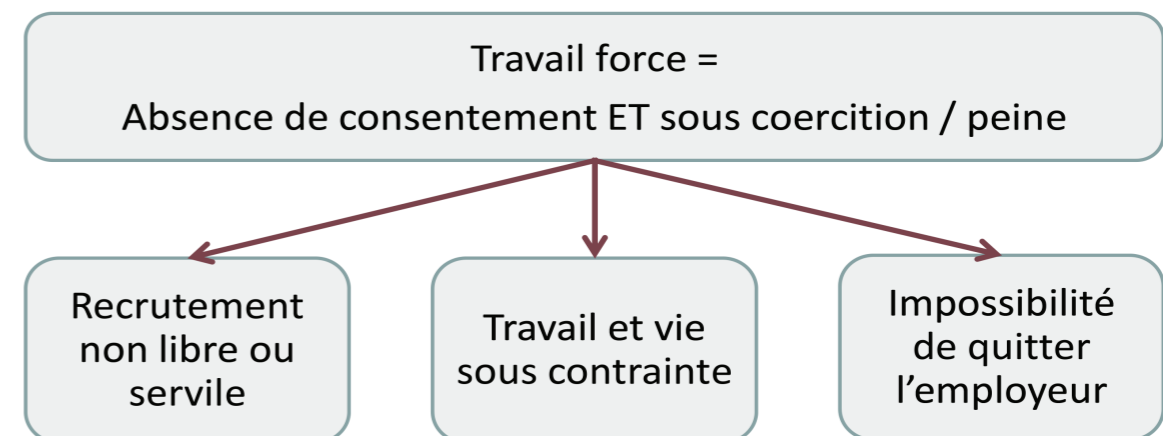 Travail force =
Absence de consentement ET sous coercition / peine
Recrutement
non libre ou
servile
Travail et vie
sous contrainte
Impossibilité
de quitter
l’employeur